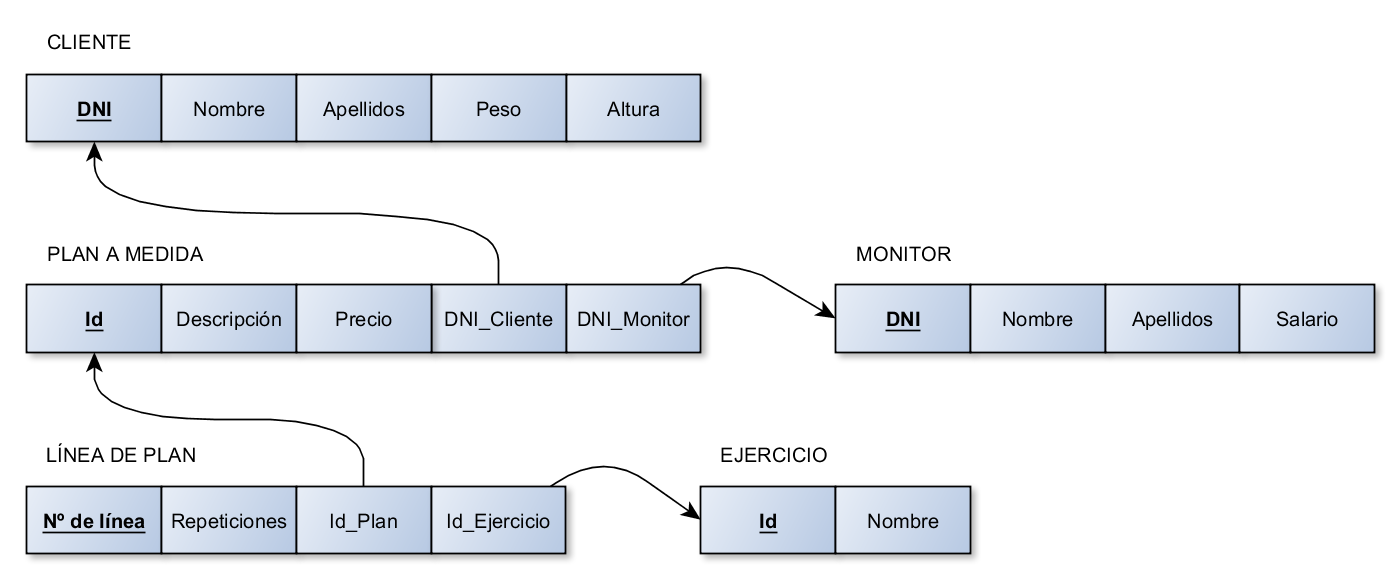 CLIENTE
DNI Nombre Apellidos Peso Altura
PLAN A MEDIDA
Id Descripción Precio DNI_Cliente DNI_Monitor
MONITOR
DNI Nombre Apellidos Salario
LÍNEA DE PLAN
Nº de línea Repeticiones Id_Plan Id_Ejercicio
EJERCICIO
Id Nombre